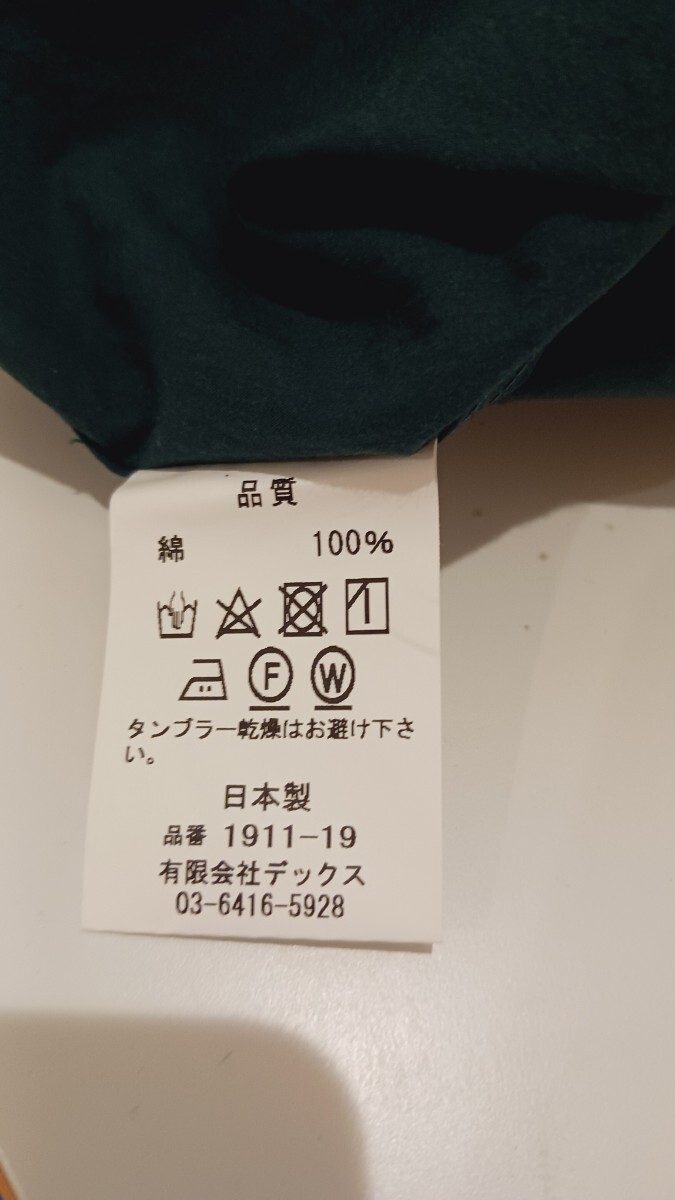 品質
綿 100%
F W
タンブラー乾燥はお避け下さ
い。
日本製
品番 1911-19
有限会社デックス
03-6416-5928